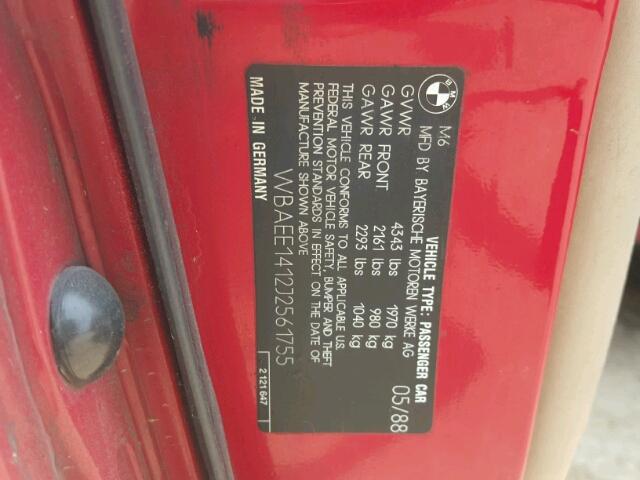 BMW M6
VEHICLE TYPE: PASSENGER CAR
MFD BY BAYERISCHE MOTOREN WERKE AG
05/88
GVWR 4343 lbs 1970 kg
GAWR FRONT 2161 lbs 980 kg
GAWR REAR 2293 lbs 1040 kg
THIS VEHICLE CONFORMS TO ALL APPLICABLE US.
FEDERAL MOTOR VEHICLE SAFETY, BUMPER AND THEFT
PREVENTION STANDARDS IN EFFECT ON THE DATE OF
MANUFACTURE SHOWN ABOVE
WBAEE1412J2561755
MADE IN GERMANY
2 121 647